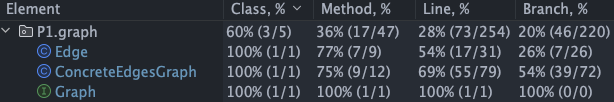 Element Class, % Method, % Line, % Branch, %
P1.graph 60% (3/5) 36% (17/47) 28% (73/254) 20% (46/220)
C Edge 100% (1/1) 77% (7/9) 54% (17/31) 26% (7/26)
C ConcreteEdgesGraph 100% (1/1) 75% (9/12) 69% (55/79) 54% (39/72)
I Graph 100% (1/1) 100% (1/1) 100% (1/1) 100% (0/0)